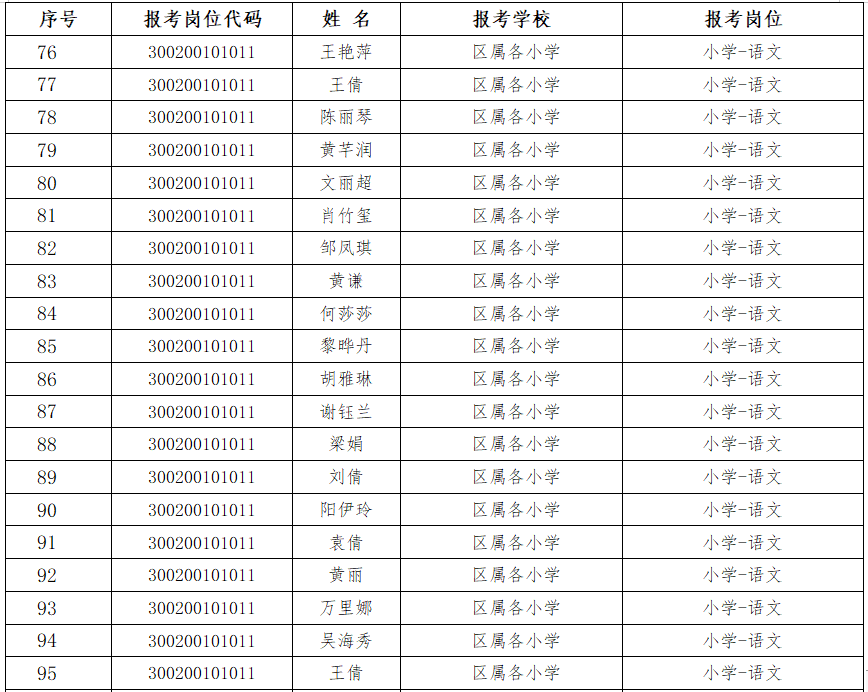 序号 报考岗位代码 姓 名 报考学校 报考岗位
76 300200101011 王艳萍 区属各小学 小学-语文
77 300200101011 王倩 区属各小学 小学-语文
78 300200101011 陈丽琴 区属各小学 小学-语文
79 300200101011 黄芊润 区属各小学 小学-语文
80 300200101011 文丽超 区属各小学 小学-语文
81 300200101011 肖竹玺 区属各小学 小学-语文
82 300200101011 邹凤琪 区属各小学 小学-语文
83 300200101011 黄谦 区属各小学 小学-语文
84 300200101011 何莎莎 区属各小学 小学-语文
85 300200101011 黎晔丹 区属各小学 小学-语文
86 300200101011 胡雅琳 区属各小学 小学-语文
87 300200101011 谢钰兰 区属各小学 小学-语文
88 300200101011 梁娟 区属各小学 小学-语文
89 300200101011 刘倩 区属各小学 小学-语文
90 300200101011 阳伊玲 区属各小学 小学-语文
91 300200101011 袁倩 区属各小学 小学-语文
92 300200101011 黄丽 区属各小学 小学-语文
93 300200101011 万里娜 区属各小学 小学-语文
94 300200101011 吴海秀 区属各小学 小学-语文
95 300200101011 王倩 区属各小学 小学-语文